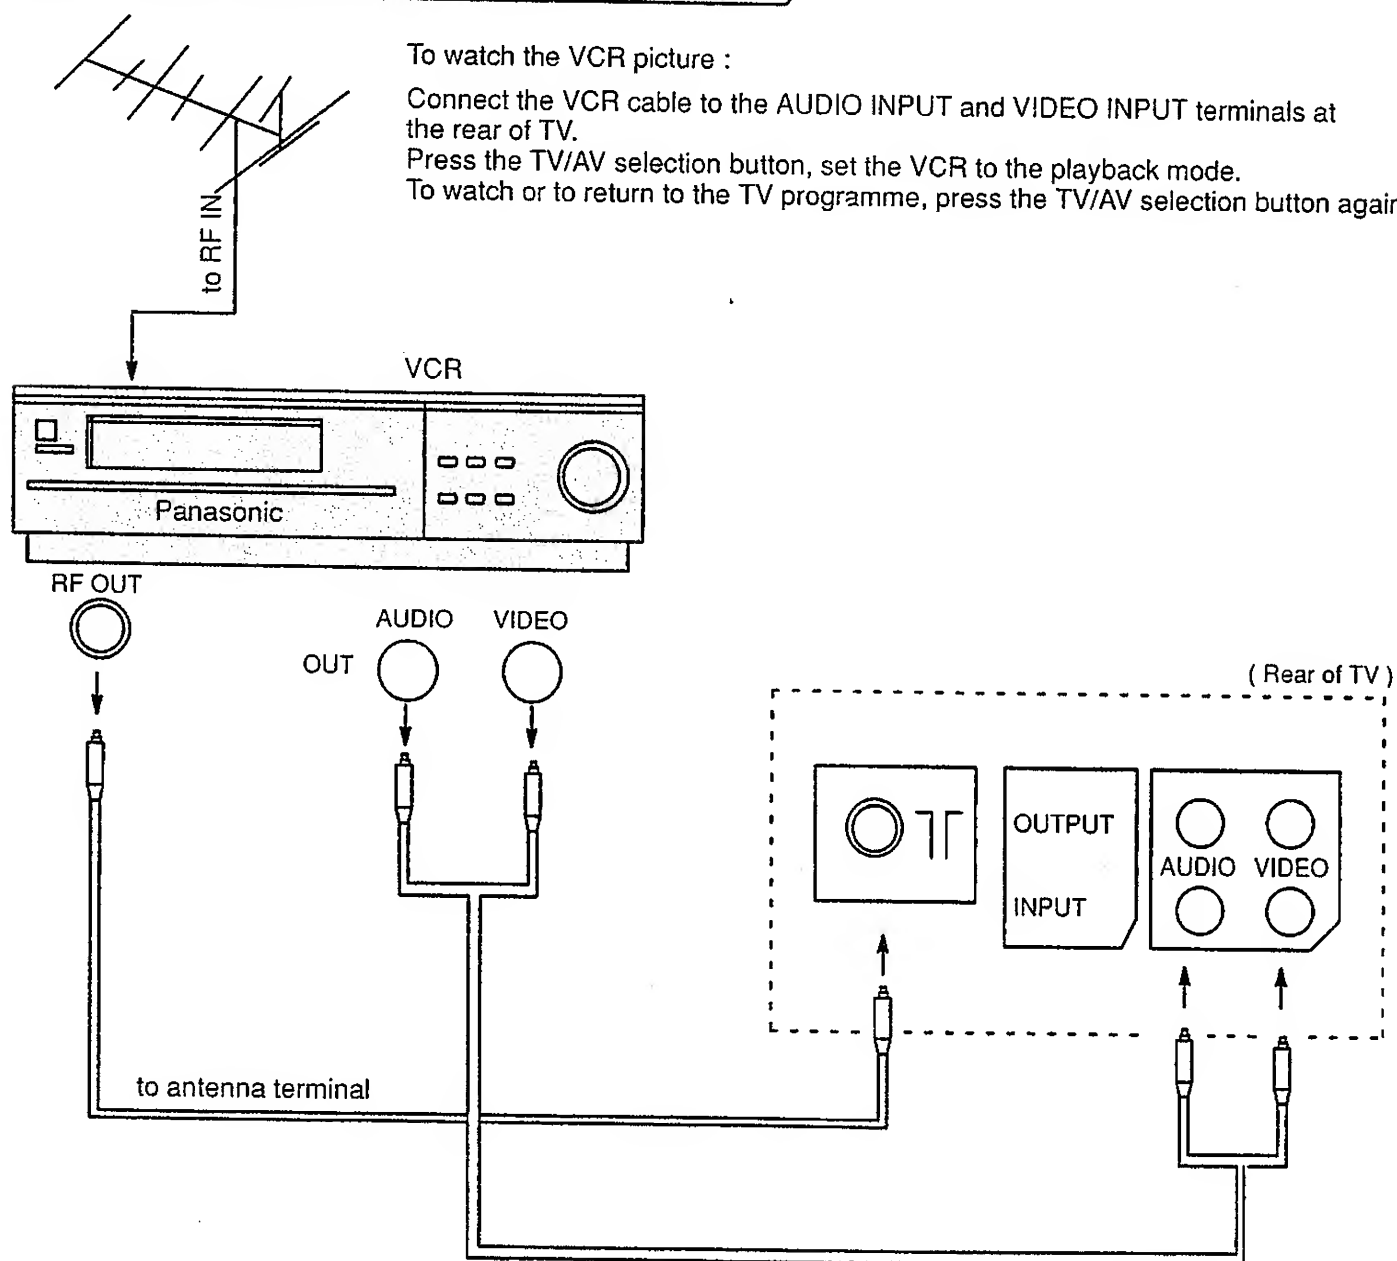 To watch the VCR picture :
Connect the VCR cable to the AUDIO INPUT and VIDEO INPUT terminals at
the rear of TV.
Press the TV/AV selection button, set the VCR to the playback mode.
To watch or to return to the TV programme, press the TV/AV selection button again
to RF IN
VCR
Panasonic
RF OUT
AUDIO VIDEO
OUT
( Rear of TV )
OUTPUT
AUDIO VIDEO
INPUT
to antenna terminal